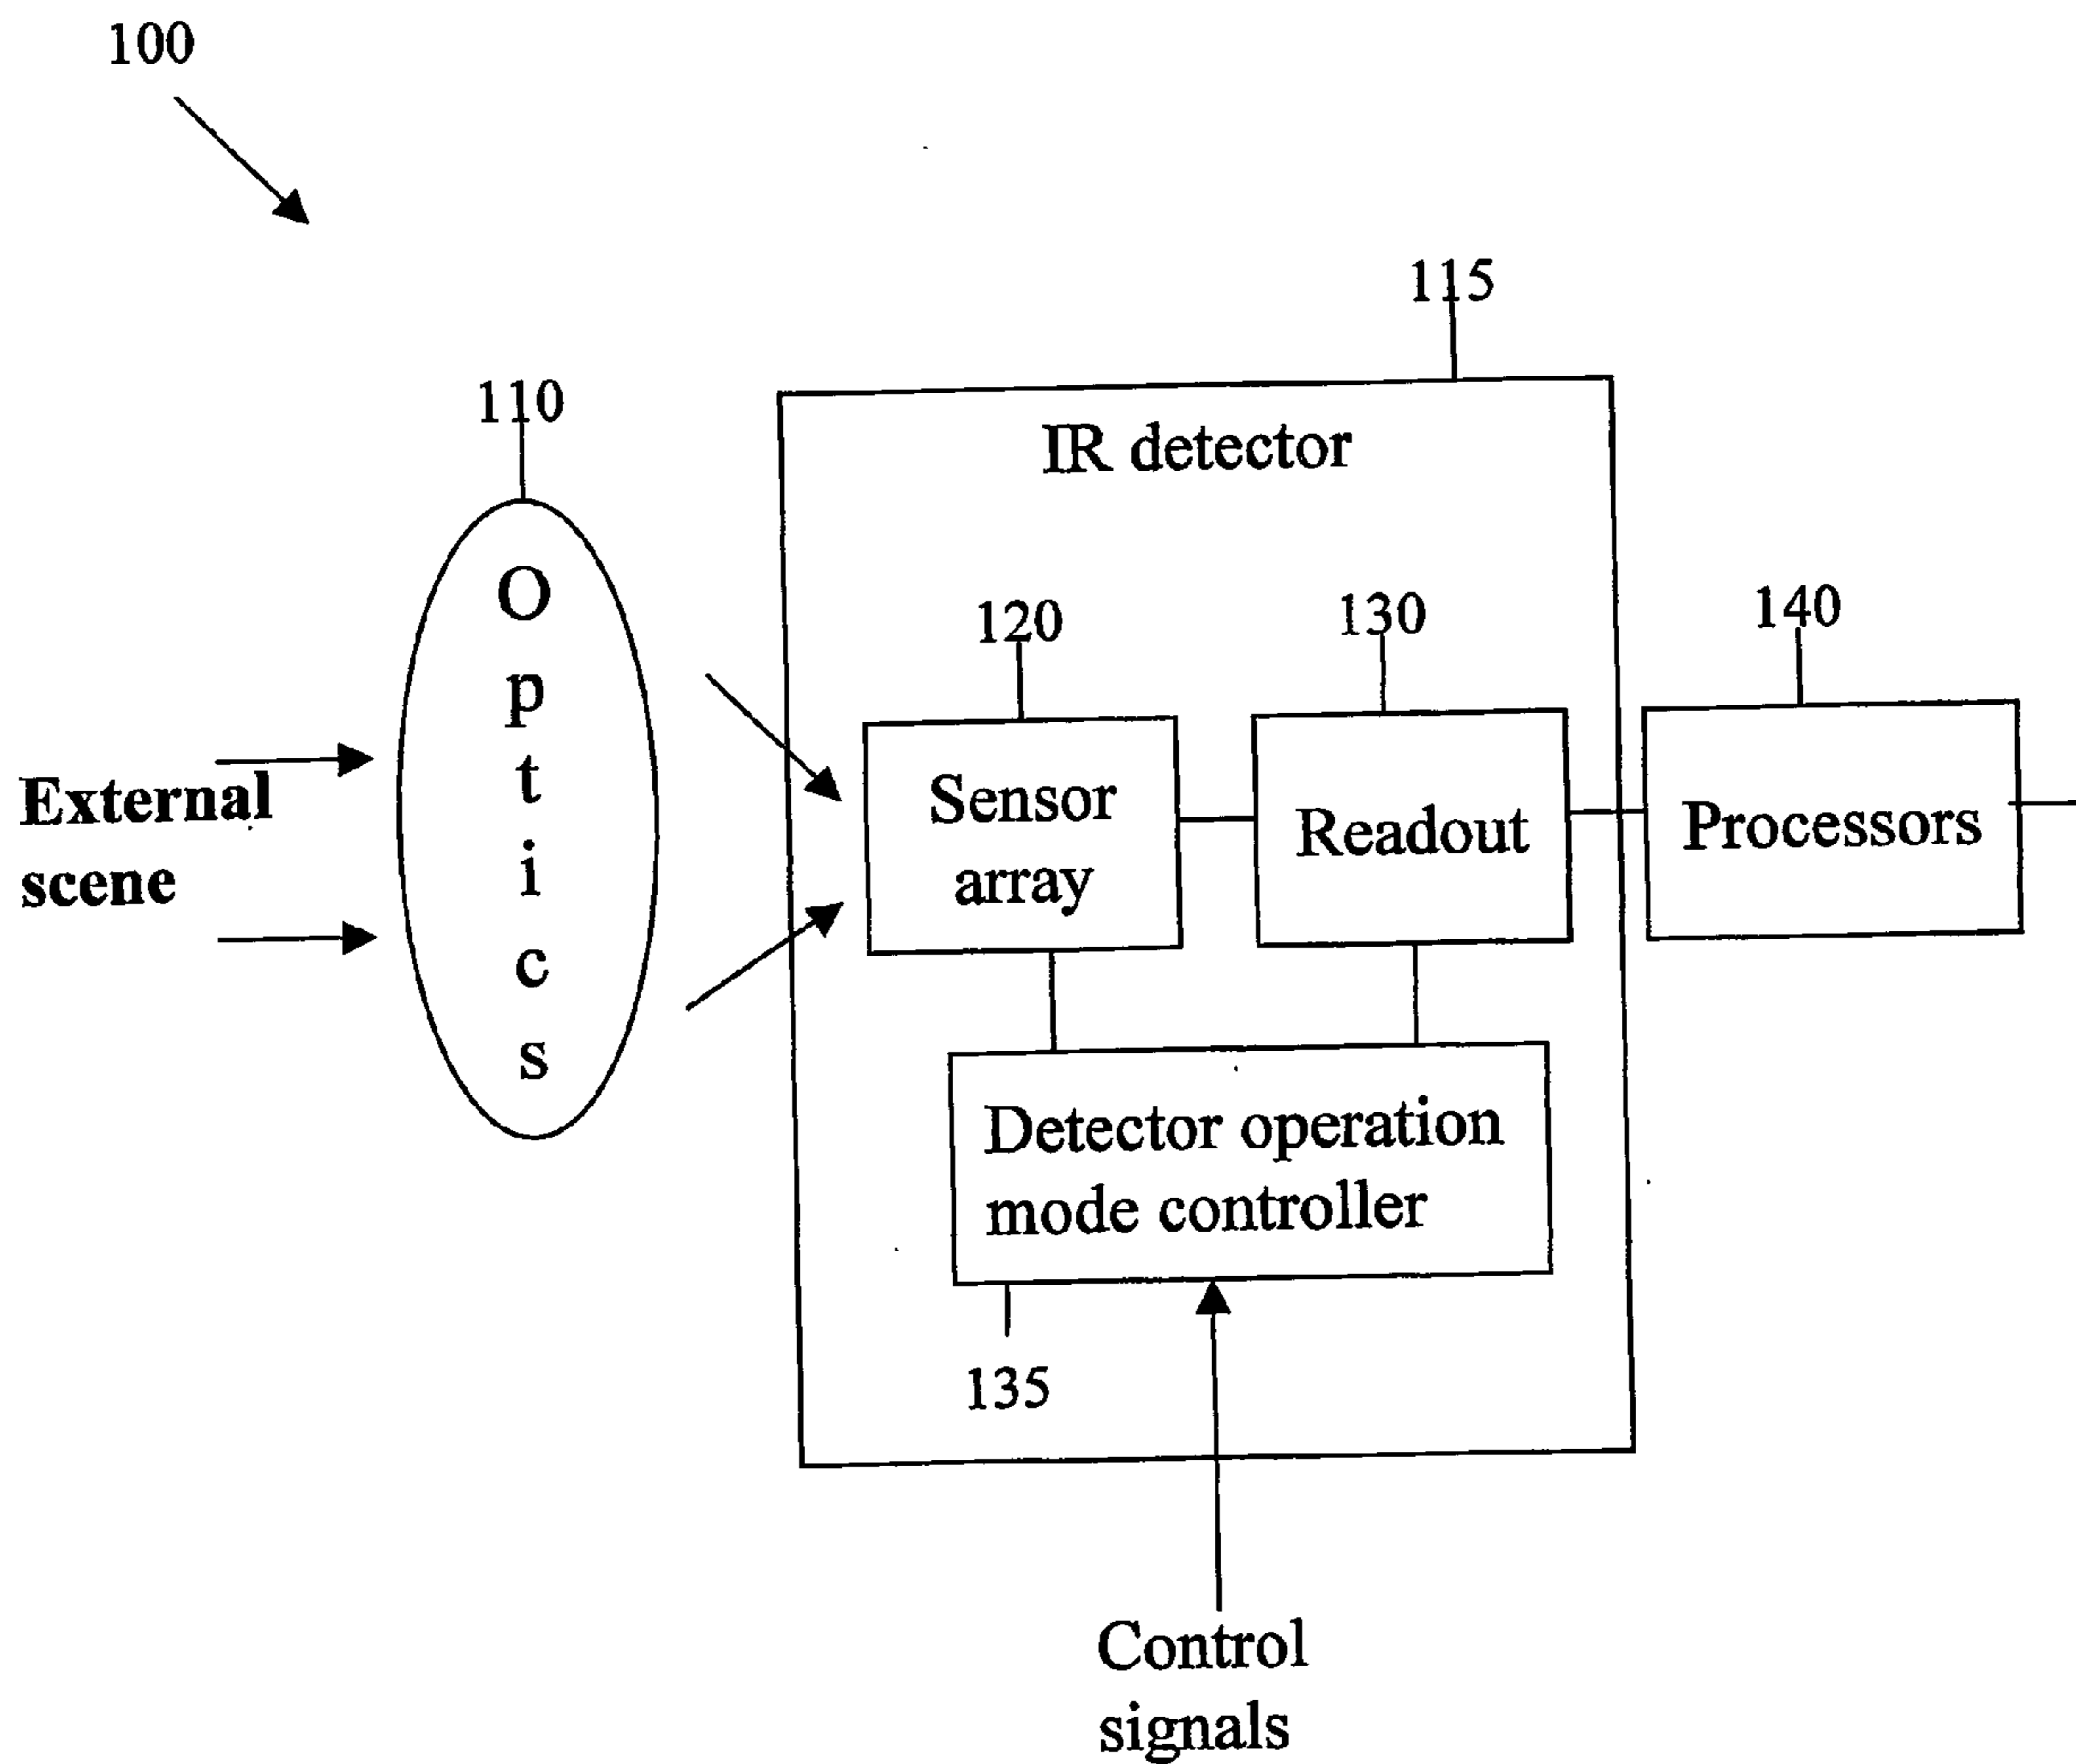 100
115
110
IR detector
Optics
120
130
140
External
scene
Sensor
array
Readout
Processors
Detector operation
mode controller
135
Control
signals